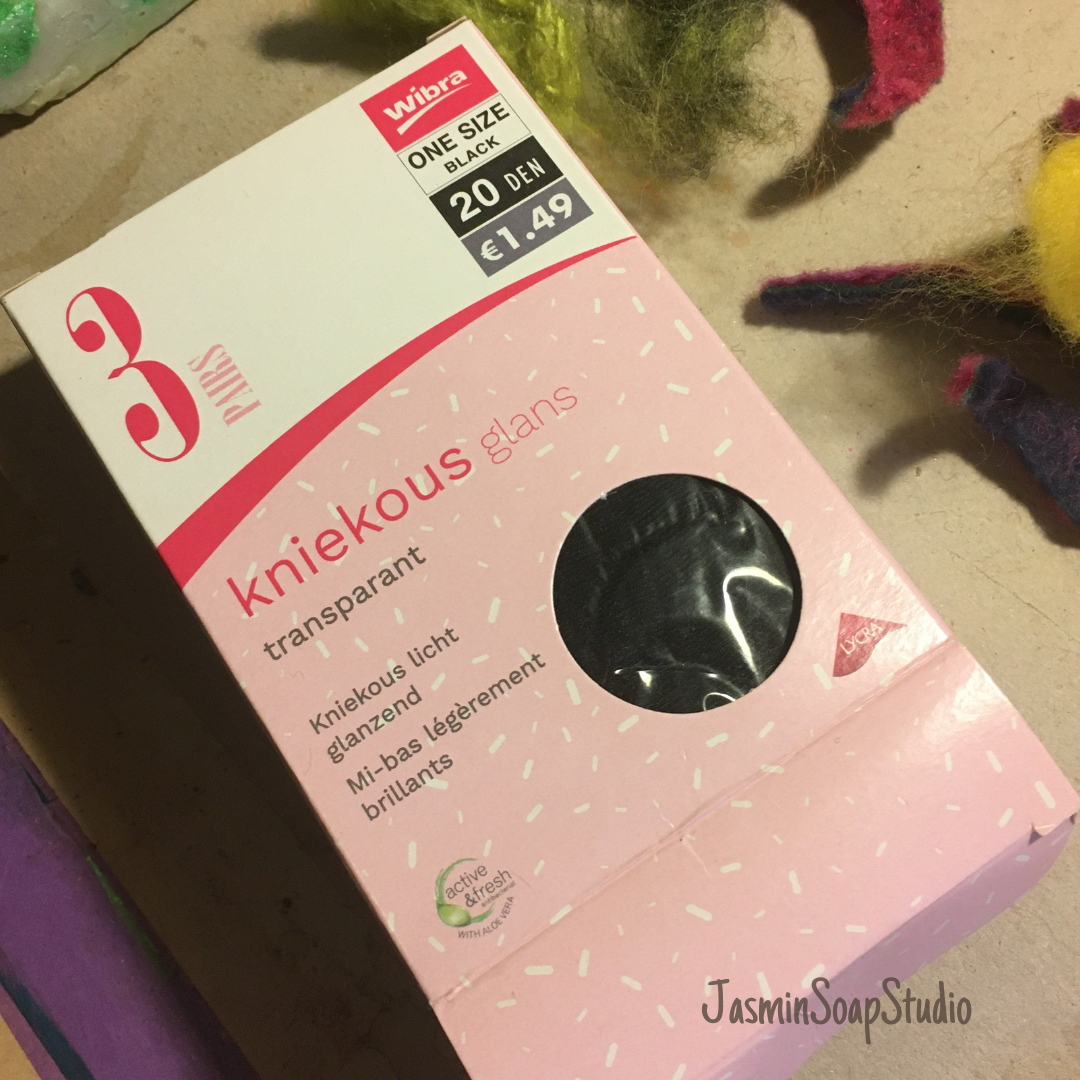 Wibra
ONE SIZE
BLACK
20 DEN
€1.49
3
PAIRS
kniekous glans
transparant
Kniekous licht
glanzend
Mi-bas légèrement
brillants
LYCRA
active
&fresh
WITH ALOE VERA
JasminSoapStudio